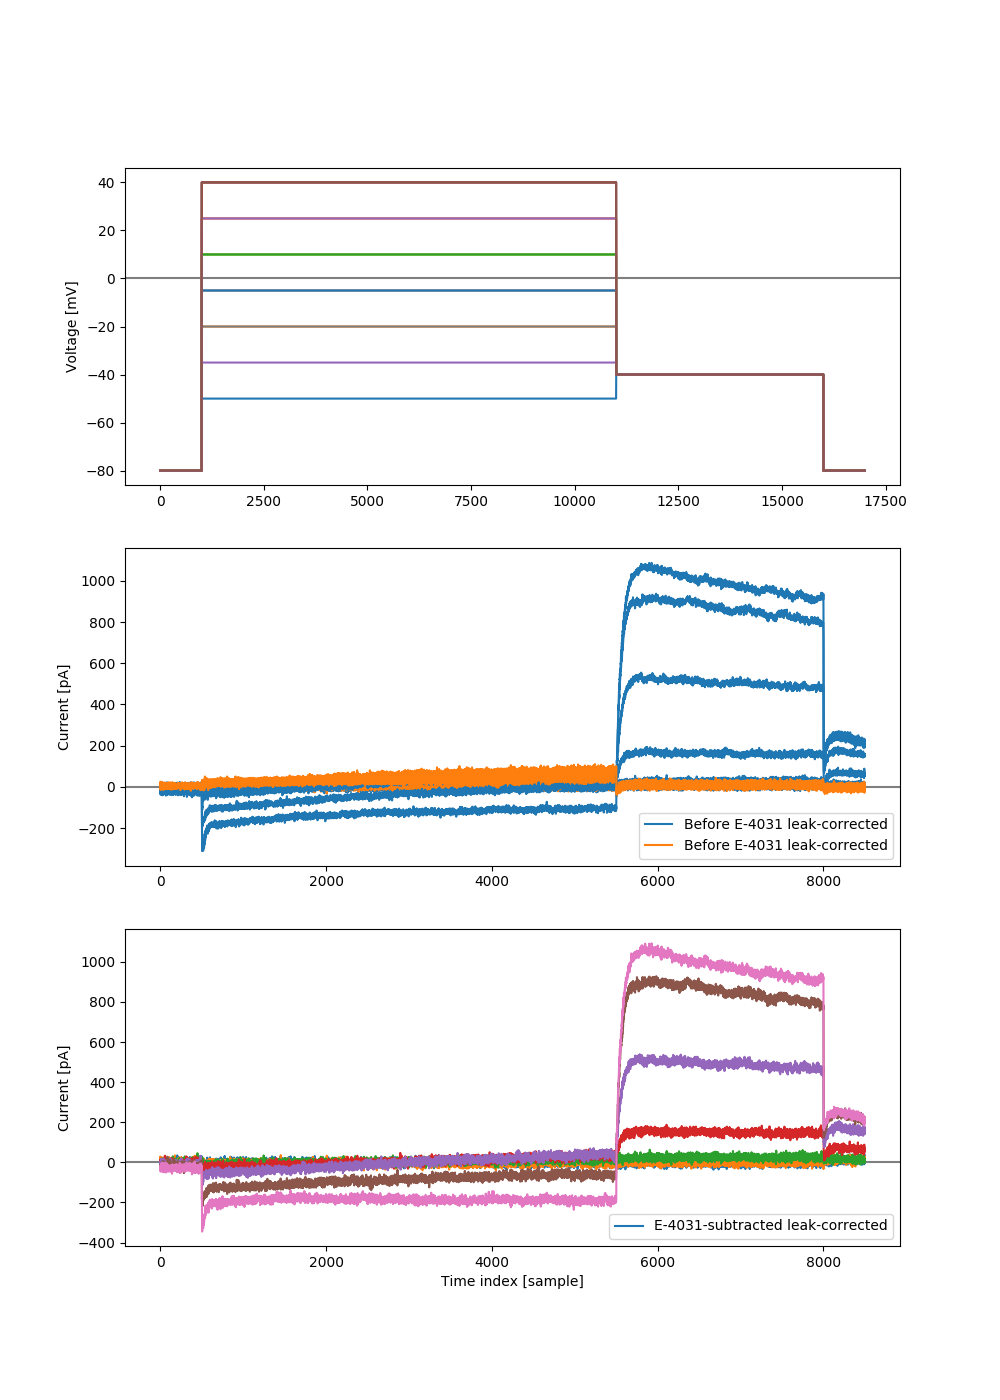 40
20
0
−20
−40
−60
−80
Voltage [mV]
0 2500 5000 7500 10000 12500 15000 17500
1000
800
600
400
200
0
−200
Current [pA]
Before E-4031 leak-corrected
Before E-4031 leak-corrected
0 2000 4000 6000 8000
1000
800
600
400
200
0
−200
−400
Current [pA]
E-4031-subtracted leak-corrected
0 2000 4000 6000 8000
Time index [sample]